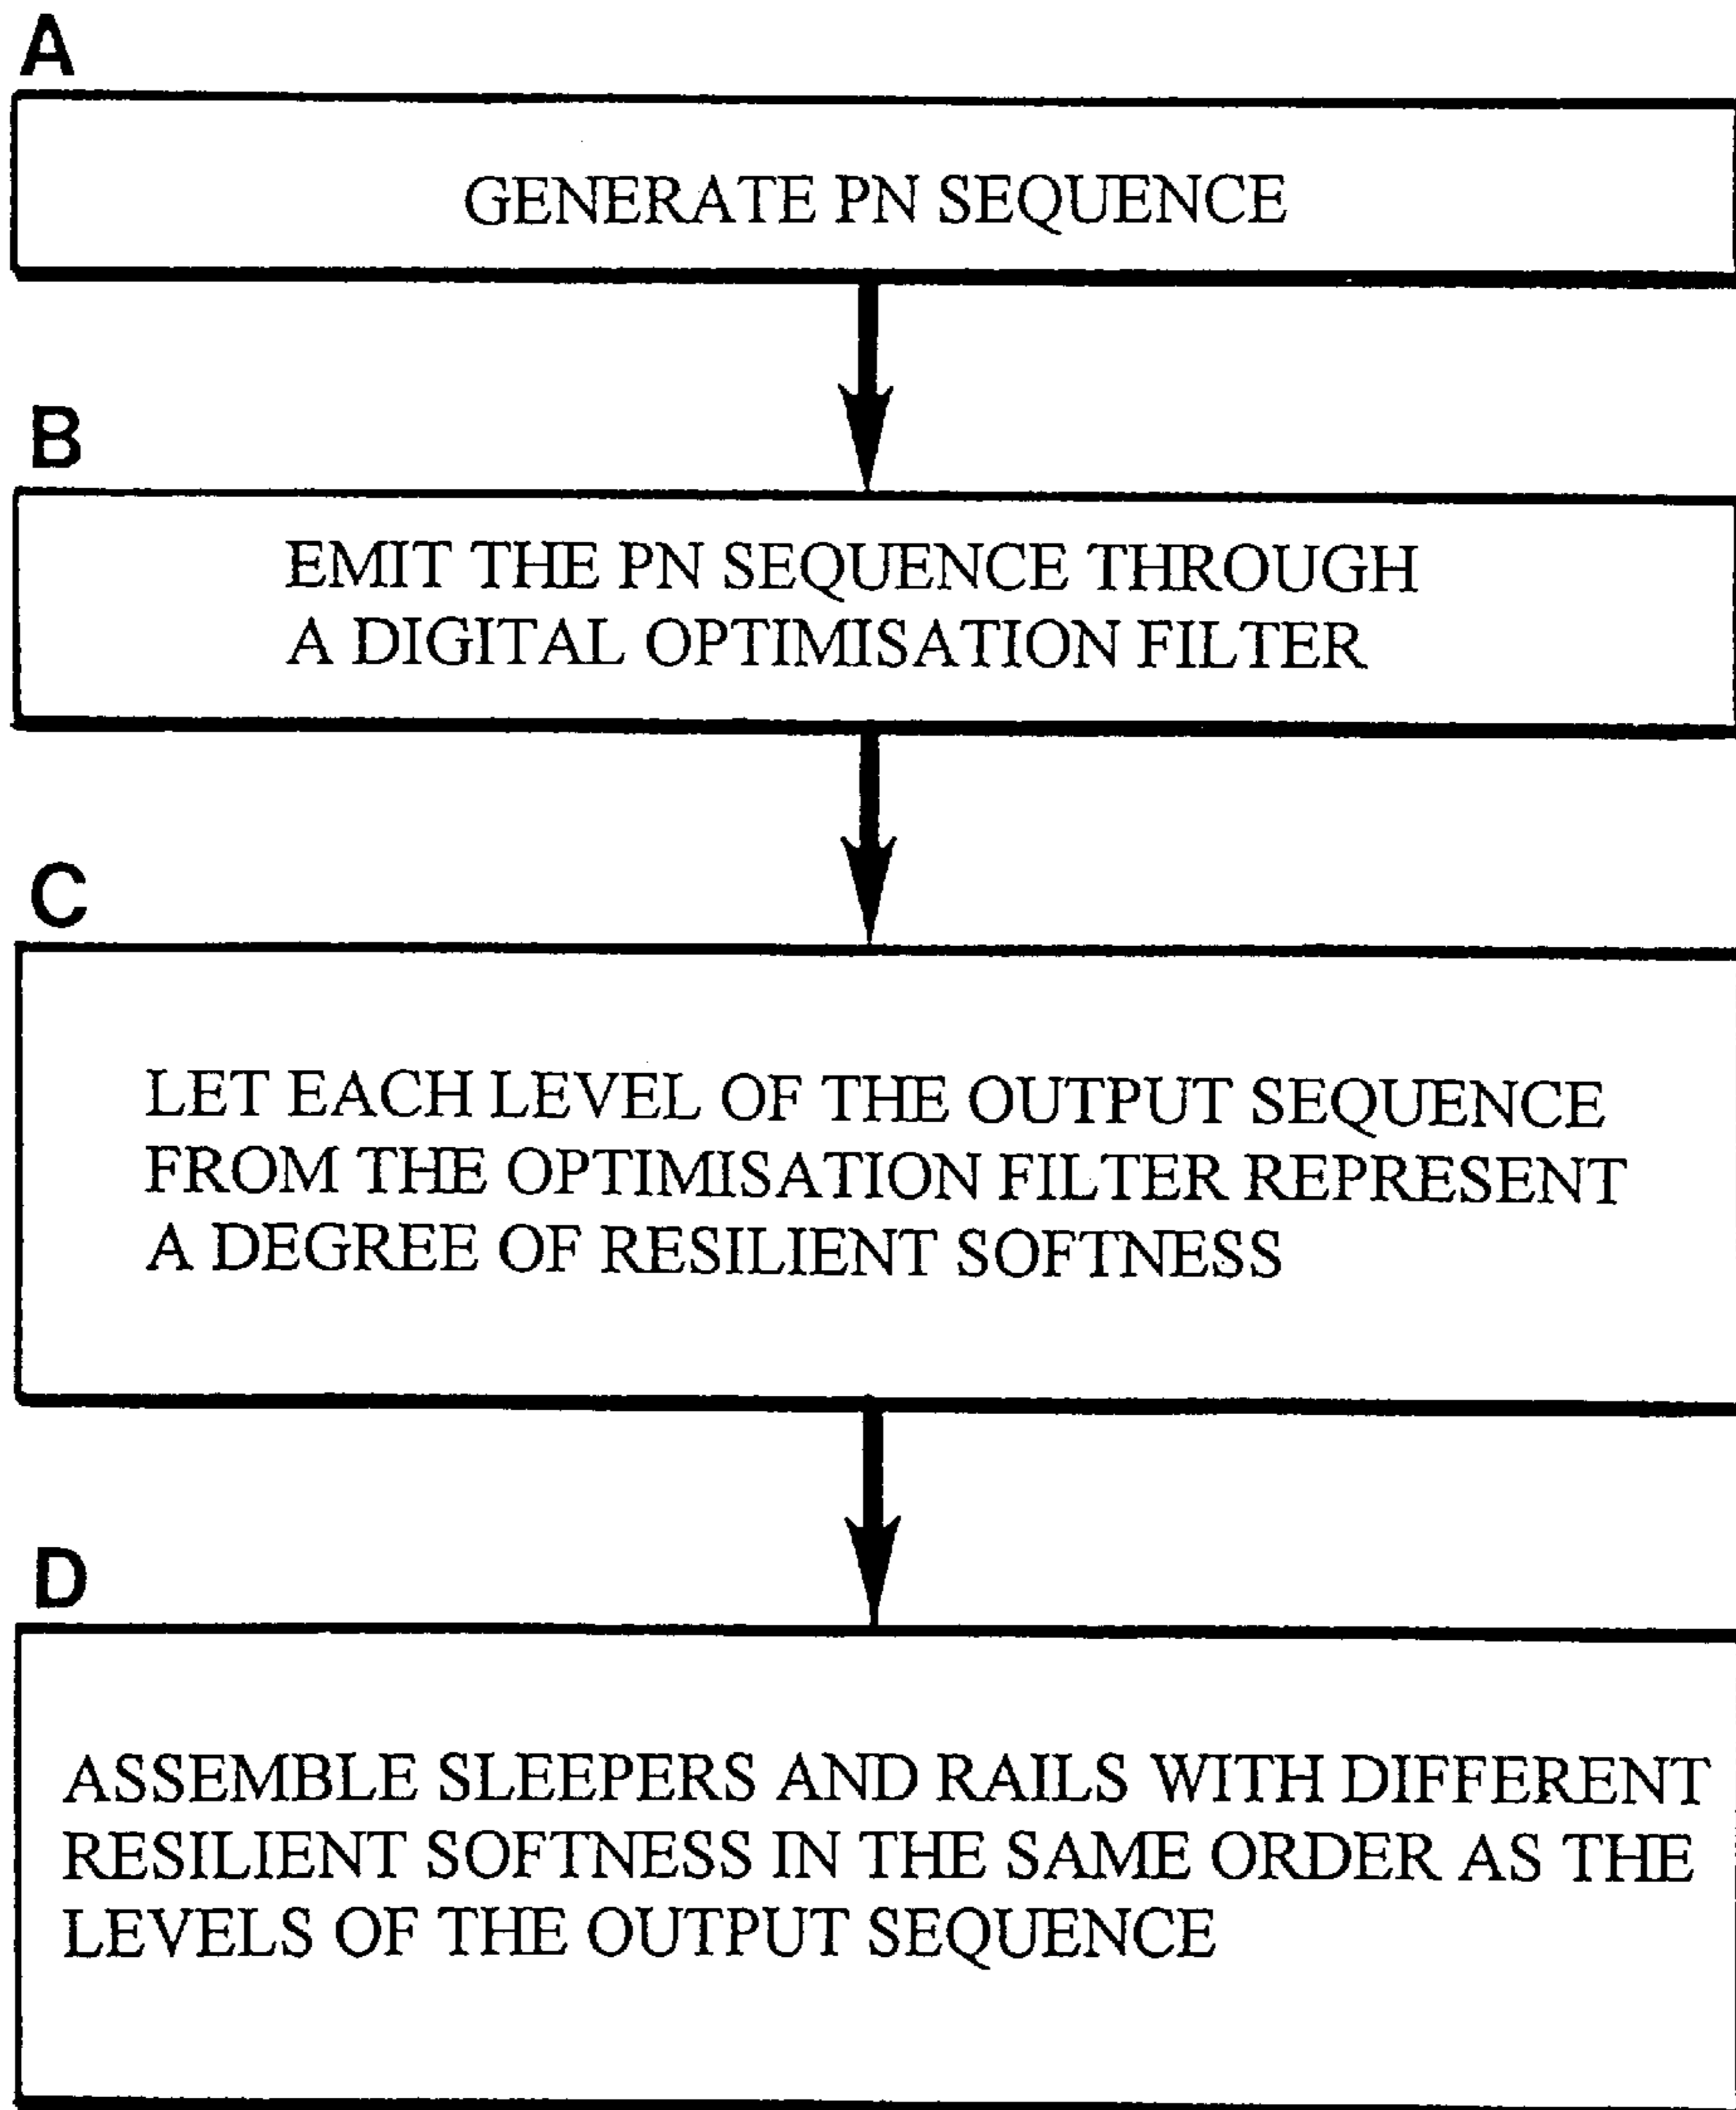 A
GENERATE PN SEQUENCE
B
EMIT THE PN SEQUENCE THROUGH
A DIGITAL OPTIMISATION FILTER
C
LET EACH LEVEL OF THE OUTPUT SEQUENCE
FROM THE OPTIMISATION FILTER REPRESENT
A DEGREE OF RESILIENT SOFTNESS
D
ASSEMBLE SLEEPERS AND RAILS WITH DIFFERENT
RESILIENT SOFTNESS IN THE SAME ORDER AS THE
LEVELS OF THE OUTPUT SEQUENCE